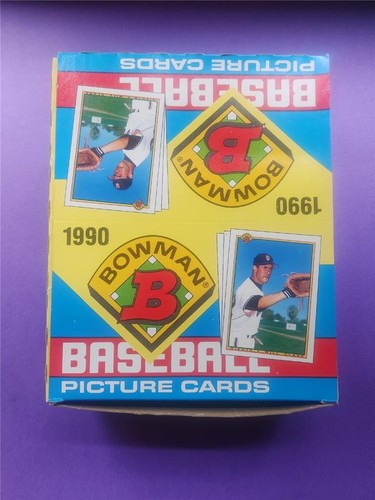 PICTURE CARDS
BASEBALL
BOWMAN®
B
1990
1990
BOWMAN®
B
BASEBALL
PICTURE CARDS